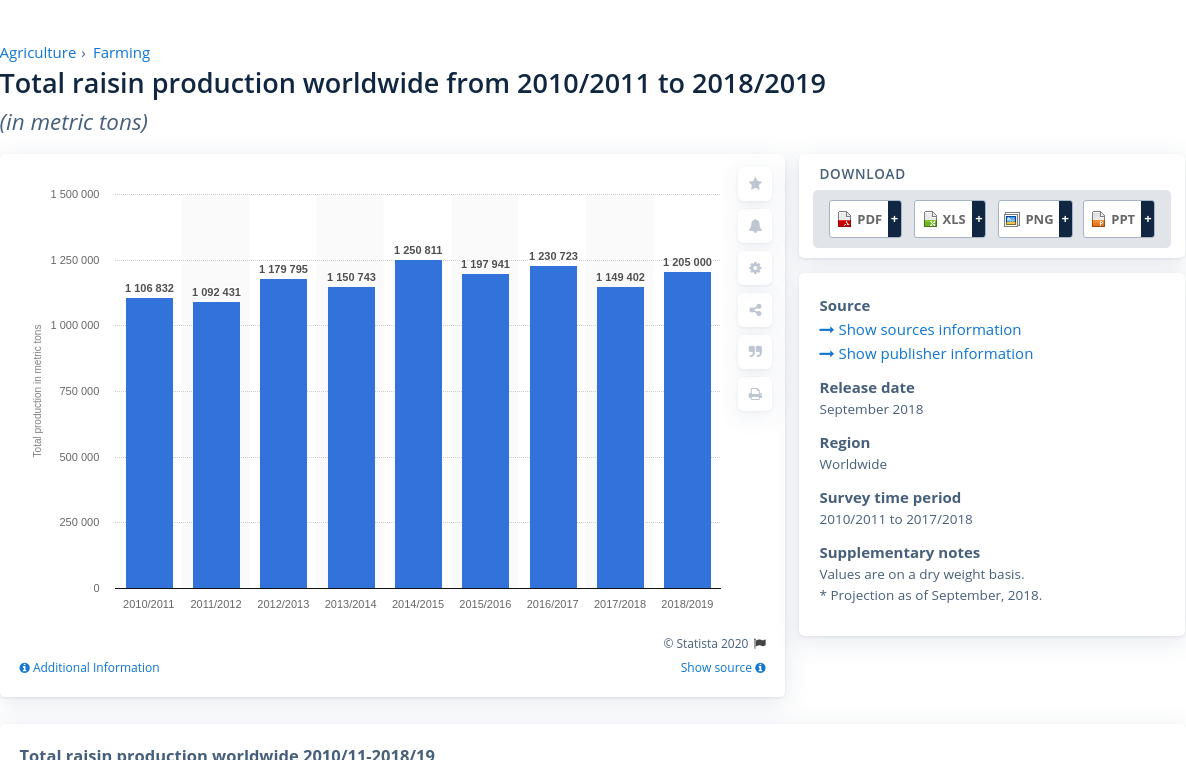 Agriculture › Farming
Total raisin production worldwide from 2010/2011 to 2018/2019
(in metric tons)
1 500 000
1 250 000
1 000 000
750 000
500 000
250 000
0
Total production in metric tons
1 106 832
1 092 431
1 179 795
1 150 743
1 250 811
1 197 941
1 230 723
1 149 402
1 205 000
2010/2011
2011/2012
2012/2013
2013/2014
2014/2015
2015/2016
2016/2017
2017/2018
2018/2019
© Statista 2020
Additional Information
Show source
DOWNLOAD
PDF + XLS + PNG + PPT +
Source
Show sources information
Show publisher information
Release date
September 2018
Region
Worldwide
Survey time period
2010/2011 to 2017/2018
Supplementary notes
Values are on a dry weight basis.
* Projection as of September, 2018.
Total raisin production worldwide 2010/11-2018/19